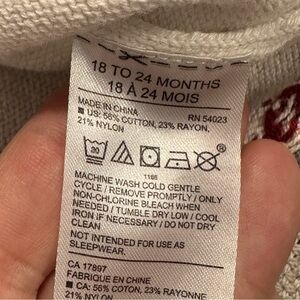 18 TO 24 MONTHS
18 À 24 MOIS
MADE IN CHINA RN 54023
■ US: 56% COTTON, 23% RAYON,
21% NYLON
®
1166
MACHINE WASH COLD GENTLE
CYCLE / REMOVE PROMPTLY / ONLY
NON-CHLORINE BLEACH WHEN
NEEDED / TUMBLE DRY LOW / COOL
IRON IF NECESSARY / DO NOT DRY
CLEAN
NOT INTENDED FOR USE AS
SLEEPWEAR.
CA 17897
FABRIQUE EN CHINE
■ CA: 56% COTON, 23% RAYONNE
21% NYLON